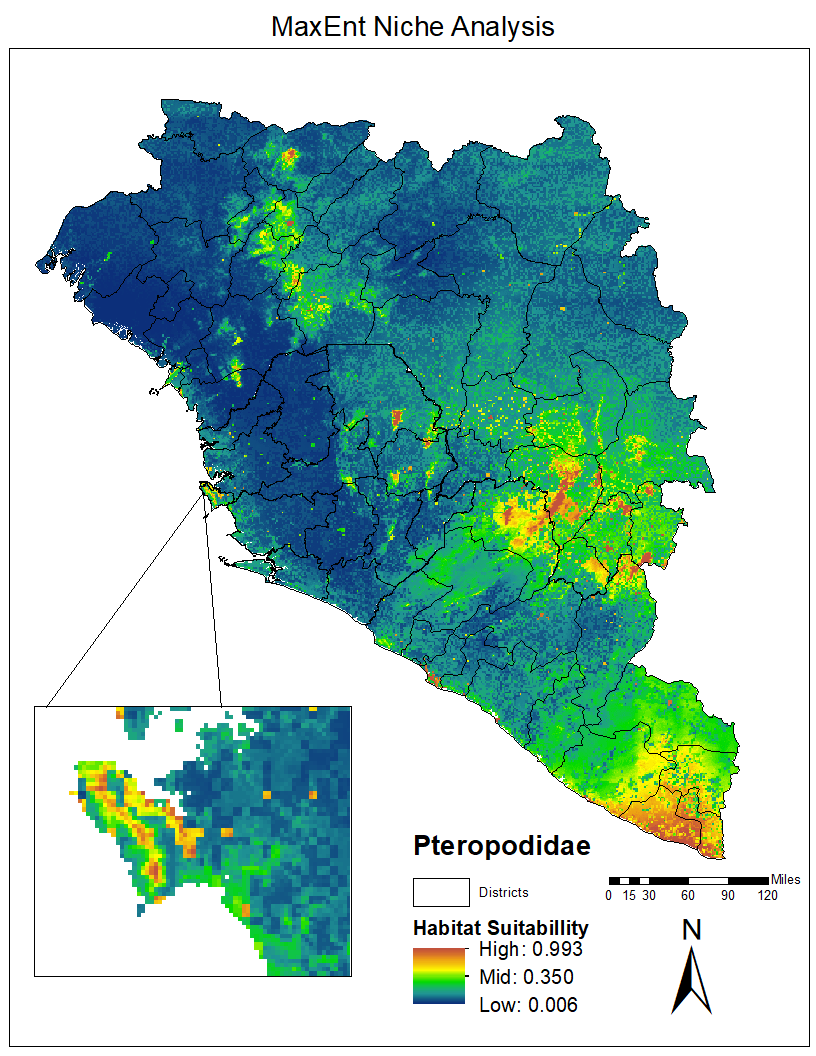 MaxEnt Niche Analysis
Pteropodidae
Districts
Habitat Suitabillity
High: 0.993
Mid: 0.350
Low: 0.006
Miles
0 15 30 60 90 120
N